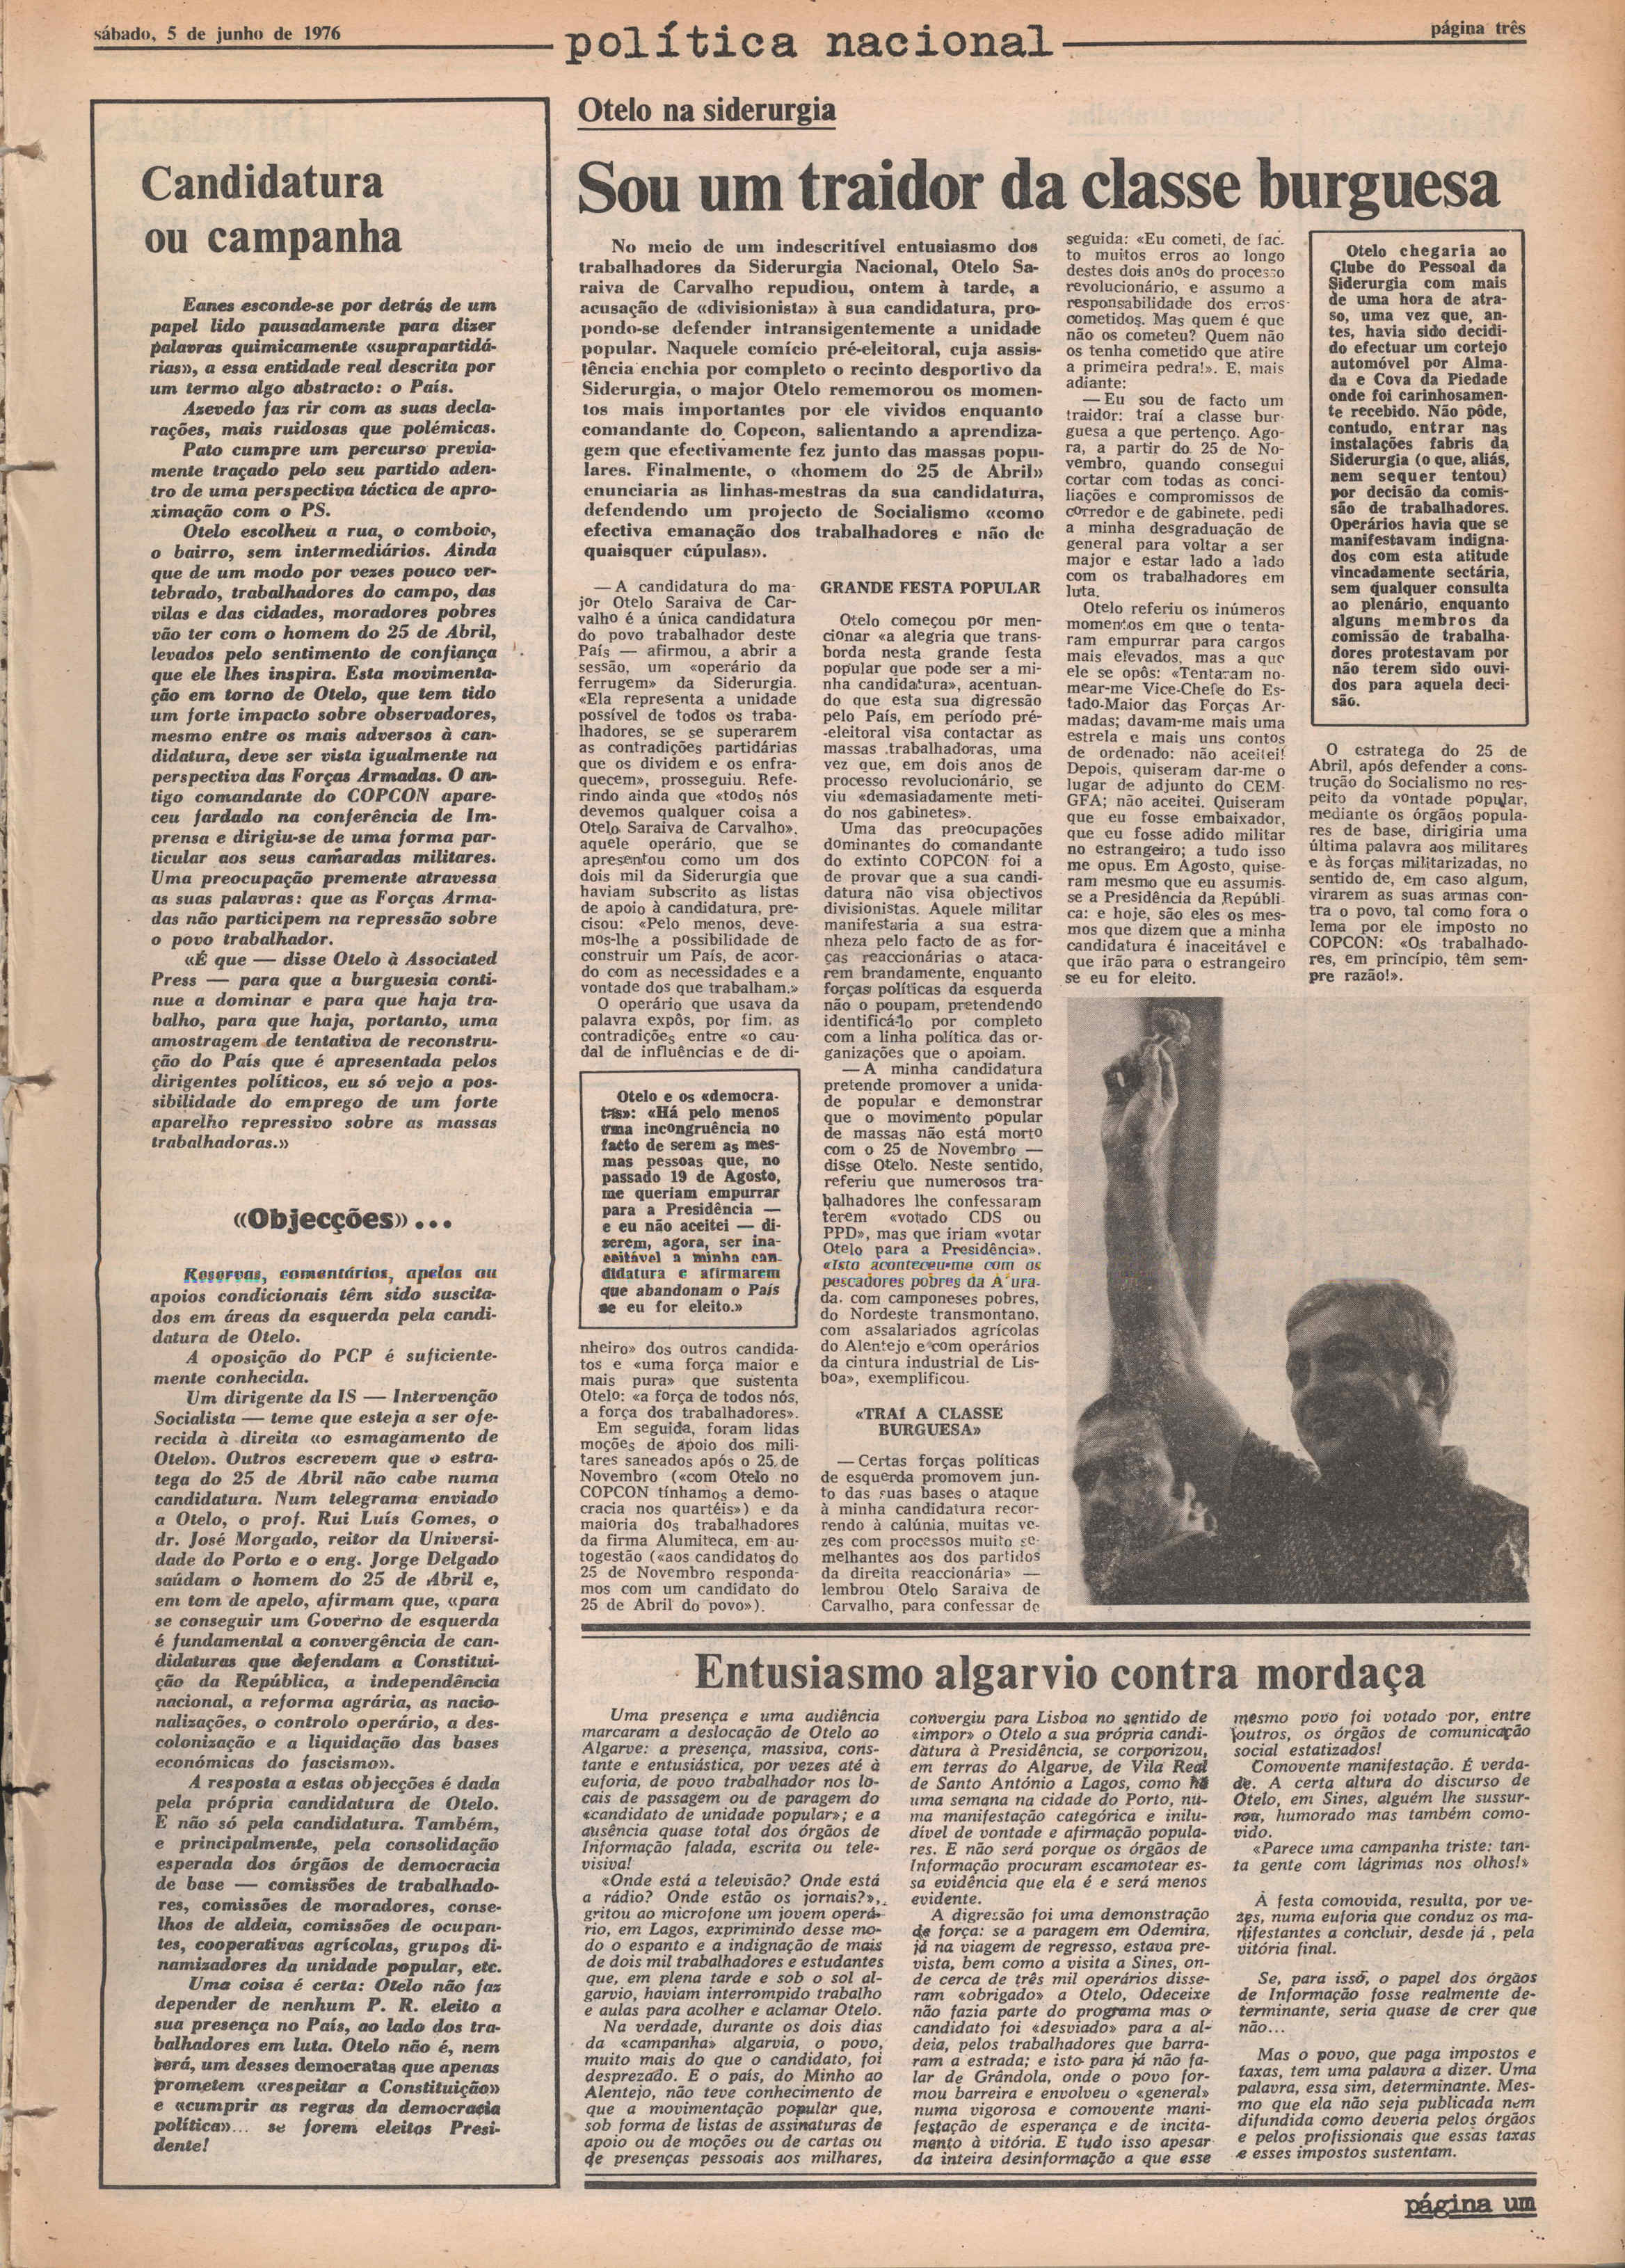 sábado, 5 de junho de 1976
política nacional
página três
Candidatura
ou campanha
Eanes esconde-se por detrás de um
papel lido pausadamente para dizer
palavras quimicamente «suprapartidá-
rias», a essa entidade real descrita por
um termo algo abstracto: o País.
Azevedo faz rir com as suas decla-
rações, mais ruidosas que polémicas.
Pato cumpre um percurso previa-
mente traçado pelo seu partido aden-
tro de uma perspectiva táctica de apro-
ximação com o PS.
Otelo escolheu a rua, o comboio,
o bairro, sem intermediários. Ainda
que de um modo por vezes pouco ver-
tebrado, trabalhadores do campo, das
vilas e das cidades, moradores pobres
vão ter com o homem do 25 de Abril,
levados pelo sentimento de confiança
que ele lhes inspira. Esta movimenta-
ção em torno de Otelo, que tem tido
um forte impacto sobre observadores,
mesmo entre os mais adversos à can-
didatura, deve ser vista igualmente na
perspectiva das Forças Armadas. O an-
tigo comandante do COPCON apare-
ceu fardado na conferência de Im-
prensa e dirigiu-se de uma forma par-
ticular aos seus camaradas militares.
Uma preocupação premente atravessa
as suas palavras: que as Forças Arma-
das não participem na repressão sobre
o povo trabalhador.
«É que — disse Otelo à Associated
Press — para que a burguesia conti-
nue a dominar e para que haja tra-
balho, para que haja, portanto, uma
amostragem de tentativa de reconstru-
ção do País que é apresentada pelos
dirigentes políticos, eu só vejo a pos-
sibilidade do emprego de um forte
aparelho repressivo sobre as massas
trabalhadoras.»
«Objecções»...
Reservas, comentários, apelos ou
apoios condicionais têm sido suscita-
dos em áreas da esquerda pela candi-
datura de Otelo.
A oposição do PCP é suficiente-
mente conhecida.
Um dirigente da IS — Intervenção
Socialista — teme que esteja a ser ofe-
recida à direita «o esmagamento de
Otelo». Outros escrevem que o estra-
tega do 25 de Abril não cabe numa
candidatura. Num telegrama enviado
a Otelo, o prof. Rui Luís Gomes, o
dr. José Morgado, reitor da Universi-
dade do Porto e o eng. Jorge Delgado
saúdam o homem do 25 de Abril e,
em tom de apelo, afirmam que, «para
se conseguir um Governo de esquerda
é fundamental a convergência de can-
didaturas que defendam a Constitui-
ção da República, a independência
nacional, a reforma agrária, as nacio-
nalizações, o controlo operário, a des-
colonização e a liquidação das bases
económicas do fascismo».
A resposta a estas objecções é dada
pela própria candidatura de Otelo.
E não só pela candidatura. Também,
e principalmente, pela consolidação
esperada dos órgãos de democracia
de base — comissões de trabalhado-
res, comissões de moradores, conse-
lhos de aldeia, comissões de ocupan-
tes, cooperativas agrícolas, grupos di-
namizadores da unidade popular, etc.
Uma coisa é certa: Otelo não faz
depender de nenhum P. R. eleito a
sua presença no País, ao lado dos tra-
balhadores em luta. Otelo não é, nem
será, um desses democratas que apenas
prometem «respeitar a Constituição»
e «cumprir as regras da democracia
política»... se forem eleitos Presi-
dente!
Otelo na siderurgia
Sou um traidor da classe burguesa
No meio de um indescritível entusiasmo dos
trabalhadores da Siderurgia Nacional, Otelo Sa-
raiva de Carvalho repudiou, ontem à tarde, a
acusação de «divisionista» à sua candidatura, pro-
pondo-se defender intransigentemente a unidade
popular. Naquele comício pré-eleitoral, cuja assis-
tência enchia por completo o recinto desportivo da
Siderurgia, o major Otelo rememorou os momen-
tos mais importantes por ele vividos enquanto
comandante do Copcon, salientando a aprendiza-
gem que efectivamente fez junto das massas popu-
lares. Finalmente, o «homem do 25 de Abril»
enunciaria as linhas-mestras da sua candidatura,
defendendo um projecto de Socialismo «como
efectiva emanação dos trabalhadores e não de
quaisquer cúpulas».
— A candidatura do ma-
jor Otelo Saraiva de Car-
valho é a única candidatura
do povo trabalhador deste
País — afirmou, a abrir a
sessão, um «operário da
ferrugem» da Siderurgia.
«Ela representa a unidade
possível de todos os traba-
lhadores, se se superarem
as contradições partidárias
que os dividem e os enfra-
quecem», prosseguiu. Refe-
rindo ainda que «todos nós
devemos qualquer coisa a
Otelo Saraiva de Carvalho»,
aquele operário, que se
apresentou como um dos
dois mil da Siderurgia que
haviam subscrito as listas
de apoio à candidatura, pre-
cisou: «Pelo menos, deve-
mos-lhe a possibilidade de
construir um País, de acor-
do com as necessidades e a
vontade dos que trabalham.»
O operário que usava da
palavra expôs, por fim, as
contradições entre «o cau-
dal de influências e de di-
Otelo e os «democra-
tas»: «Há pelo menos
uma incongruência no
facto de serem as mes-
mas pessoas que, no
passado 19 de Agosto,
me queriam empurrar
para a Presidência —
e eu não aceitei — di-
zerem, agora, ser ina-
ceitável a minha can-
didatura e afirmarem
que abandonam o País
se eu for eleito.»
nheiro» dos outros candida-
tos e «uma força maior e
mais pura» que sustenta
Otelo: «a força de todos nós,
a força dos trabalhadores».
Em seguida, foram lidas
moções de apoio dos mili-
tares saneados após o 25 de
Novembro («com Otelo no
COPCON tínhamos a demo-
cracia nos quartéis») e da
maioria dos trabalhadores
da firma Alumiteca, em au-
togestão («aos candidatos do
25 de Novembro responda-
mos com um candidato do
25 de Abril do povo»).
GRANDE FESTA POPULAR
Otelo começou por men-
cionar «a alegria que trans-
borda nesta grande festa
popular que pode ser a mi-
nha candidatura», acentuan-
do que esta sua digressão
pelo País, em período pré-
-eleitoral visa contactar as
massas trabalhadoras, uma
vez que, em dois anos de
processo revolucionário, se
viu «demasiadamente meti-
do nos gabinetes».
Uma das preocupações
dominantes do comandante
do extinto COPCON foi a
de provar que a sua candi-
datura não visa objectivos
divisionistas. Aquele militar
manifestaria a sua estra-
nheza pelo facto de as for-
ças reaccionárias o ataca-
rem brandamente, enquanto
forças políticas da esquerda
não o poupam, pretendendo
identificá-lo por completo
com a linha política das or-
ganizações que o apoiam.
— A minha candidatura
pretende promover a unida-
de popular e demonstrar
que o movimento popular
de massas não está morto
com o 25 de Novembro —
disse Otelo. Neste sentido,
referiu que numerosos tra-
balhadores lhe confessaram
terem «votado CDS ou
PPD», mas que iriam «votar
Otelo para a Presidência».
«Isto aconteceu-me com os
pescadores pobres da
da, com camponeses pobres,
do Nordeste transmontano,
com assalariados agrícolas
do Alentejo e com operários
da cintura industrial de Lis-
boa», exemplificou.
«TRAÍ A CLASSE
BURGUESA»
— Certas forças políticas
de esquerda promovem jun-
to das suas bases o ataque
à minha candidatura recor-
rendo à calúnia, muitas ve-
zes com processos muito se-
melhantes aos dos partidos
da direita reaccionária» —
lembrou Otelo Saraiva de
Carvalho, para confessar de
seguida: «Eu cometi, de fac-
to muitos erros ao longo
destes dois anos do processo
revolucionário, e assumo a
responsabilidade dos erros
cometidos. Mas quem é que
não os cometeu? Quem não
os tenha cometido que atire
a primeira pedra!». E, mais
adiante:
— Eu sou de facto um
traidor: traí a classe bur-
guesa a que pertenço. Ago-
ra, a partir do 25 de No-
vembro, quando consegui
cortar com todas as conci-
liações e compromissos de
corredor e de gabinete, pedi
a minha desgraduação de
general para voltar a ser
major e estar lado a lado
com os trabalhadores em
luta.
Otelo referiu os inúmeros
momentos em que o tenta-
ram empurrar para cargos
mais elevados, mas a que
ele se opôs: «Tentaram no-
mear-me Vice-Chefe do Es-
tado-Maior das Forças Ar-
madas; davam-me mais uma
estrela e mais uns contos
de ordenado: não aceitei!
Depois, quiseram dar-me o
lugar de adjunto do CEM-
GFA; não aceitei. Quiseram
que eu fosse embaixador,
que eu fosse adido militar
no estrangeiro; a tudo isso
me opus. Em Agosto, quise-
ram mesmo que eu assumis-
se a Presidência da Repúbli-
ca: e hoje, são eles os mes-
mos que dizem que a minha
candidatura é inaceitável e
que irão para o estrangeiro
se eu for eleito.
Otelo chegaria ao
Clube do Pessoal da
Siderurgia com mais
de uma hora de atra-
so, uma vez que, an-
tes, havia sido decidi-
do efectuar um cortejo
automóvel por Alma-
da e Cova da Piedade
onde foi carinhosamen-
te recebido. Não pôde,
contudo, entrar nas
instalações fabris da
Siderurgia (o que, aliás,
nem sequer tentou)
por decisão da comis-
são de trabalhadores.
Operários havia que se
manifestavam indigna-
dos com esta atitude
vincadamente sectária,
sem qualquer consulta
ao plenário, enquanto
alguns membros da
comissão de trabalha-
dores protestavam por
não terem sido ouvi-
dos para aquela deci-
são.
O estratega do 25 de
Abril, após defender a cons-
trução do Socialismo no res-
peito da vontade popular,
mediante os órgãos popula-
res de base, dirigiria uma
última palavra aos militares
e às forças militarizadas, no
sentido de, em caso algum,
virarem as suas armas con-
tra o povo, tal como fora o
lema por ele imposto no
COPCON: «Os trabalhado-
res, em princípio, têm sem-
pre razão!».
Entusiasmo algarvio contra mordaça
Uma presença e uma audiência
marcaram a deslocação de Otelo ao
Algarve: a presença, massiva, cons-
tante e entusiástica, por vezes até à
euforia, de povo trabalhador nos lo-
cais de passagem ou de paragem do
«candidato de unidade popular»; e a
ausência quase total dos órgãos de
Informação falada, escrita ou tele-
visiva!
«Onde está a televisão? Onde está
a rádio? Onde estão os jornais?»,
gritou ao microfone um jovem operá-
rio, em Lagos, exprimindo desse mo-
do o espanto e a indignação de mais
de dois mil trabalhadores e estudantes
que, em plena tarde e sob o sol al-
garvio, haviam interrompido trabalho
e aulas para acolher e aclamar Otelo.
Na verdade, durante os dois dias
da «campanha» algarvia, o povo,
muito mais do que o candidato, foi
desprezado. E o país, do Minho ao
Alentejo, não teve conhecimento de
que a movimentação popular que,
sob forma de listas de assinaturas de
apoio ou de moções ou de cartas ou
de presenças pessoais aos milhares,
convergiu para Lisboa no sentido de
«impor» o Otelo a sua própria candi-
datura à Presidência, se corporizou,
em terras do Algarve, de Vila Real
de Santo António a Lagos, como há
uma semana na cidade do Porto, nu-
ma manifestação categórica e inilu-
dível de vontade e afirmação popula-
res. E não será porque os órgãos de
Informação procuram escamotear es-
sa evidência que ela é e será menos
evidente.
A digressão foi uma demonstração
de força: se a paragem em Odemira,
já na viagem de regresso, estava pre-
vista, bem como a visita a Sines, on-
de cerca de três mil operários disse-
ram «obrigado» a Otelo, Odeceixe
não fazia parte do programa mas o
candidato foi «desviado» para a al-
deia, pelos trabalhadores que barra-
ram a estrada; e isto para já não fa-
lar de Grândola, onde o povo for-
mou barreira e envolveu o «general»
numa vigorosa e comovente mani-
festação de esperança e de incita-
mento à vitória. E tudo isso apesar
da inteira desinformação a que esse
mesmo povo foi votado por, entre
outros, os órgãos de comunicação
social estatizados!
Comovente manifestação. É verda-
de. A certa altura do discurso de
Otelo, em Sines, alguém lhe sussur-
rou, humorado mas também como-
vido.
«Parece uma campanha triste: tan-
ta gente com lágrimas nos olhos!»
À festa comovida, resulta, por ve-
zes, numa euforia que conduz os ma-
nifestantes a concluir, desde já, pela
vitória final.
Se, para isso, o papel dos órgãos
de Informação fosse realmente de-
terminante, seria quase de crer que
não...
Mas o povo, que paga impostos e
taxas, tem uma palavra a dizer. Uma
palavra, essa sim, determinante. Mes-
mo que ela não seja publicada nem
difundida como deveria pelos órgãos
e pelos profissionais que essas taxas
e esses impostos sustentam.
página um